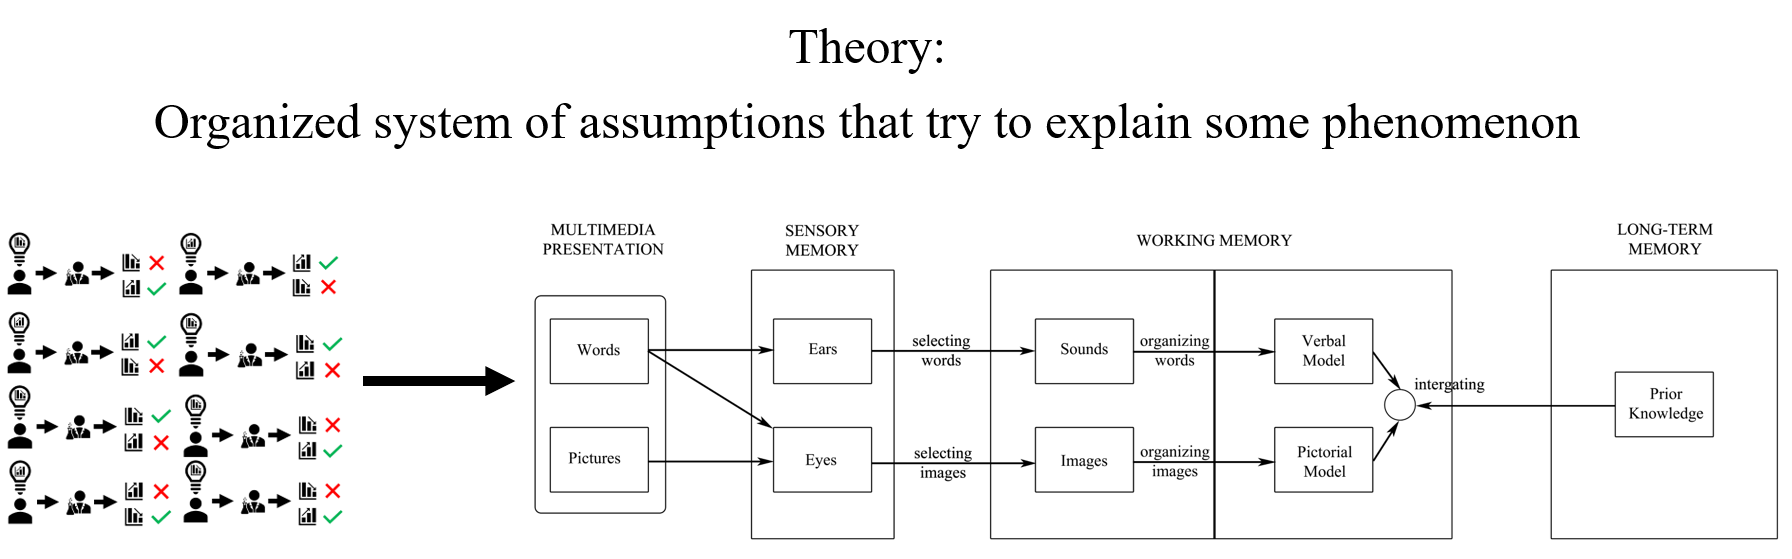 Theory:
Organized system of assumptions that try to explain some phenomenon
MULTIMEDIA
PRESENTATION
SENSORY
MEMORY
WORKING MEMORY
LONG-TERM
MEMORY
Words
Pictures
Ears
Eyes
selecting
words
selecting
images
Sounds
Images
organizing
words
organizing
images
Verbal
Model
Pictorial
Model
intergating
Prior
Knowledge